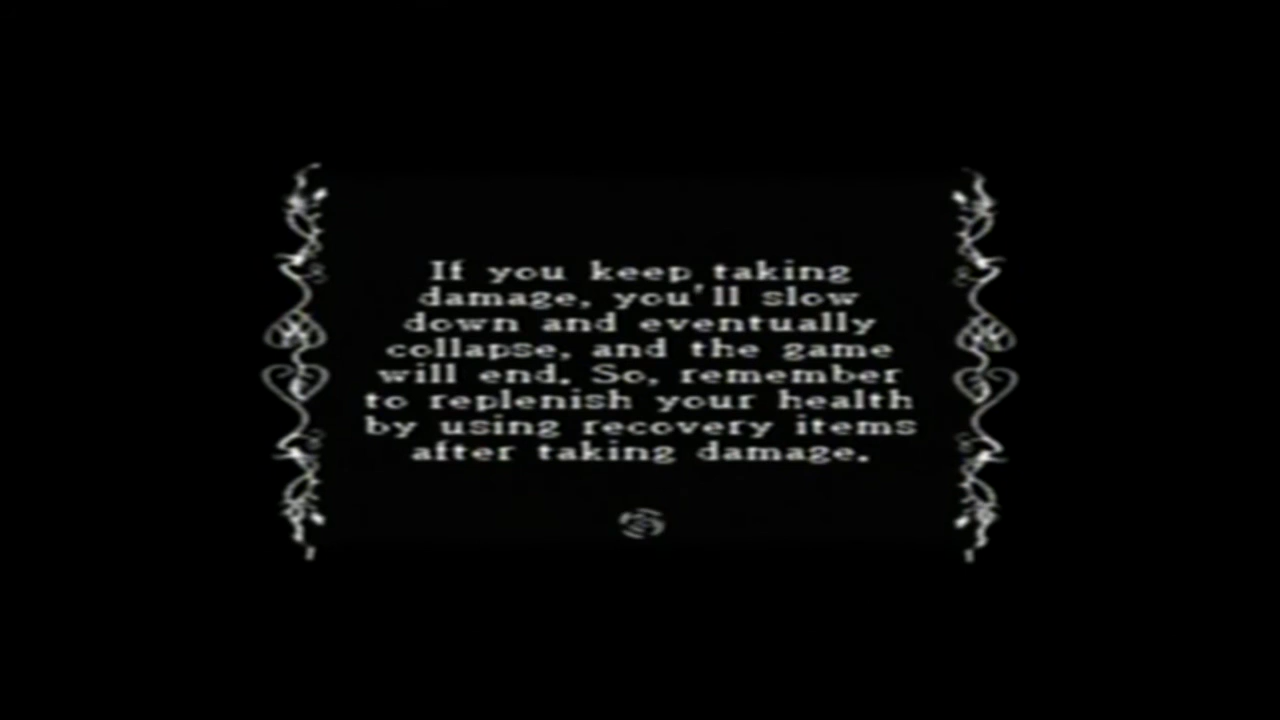 If you keep taking
damage, you'll slow
down and eventually
collapse, and the game
will end. So, remember
to replenish your health
by using recovery items
after taking damage.